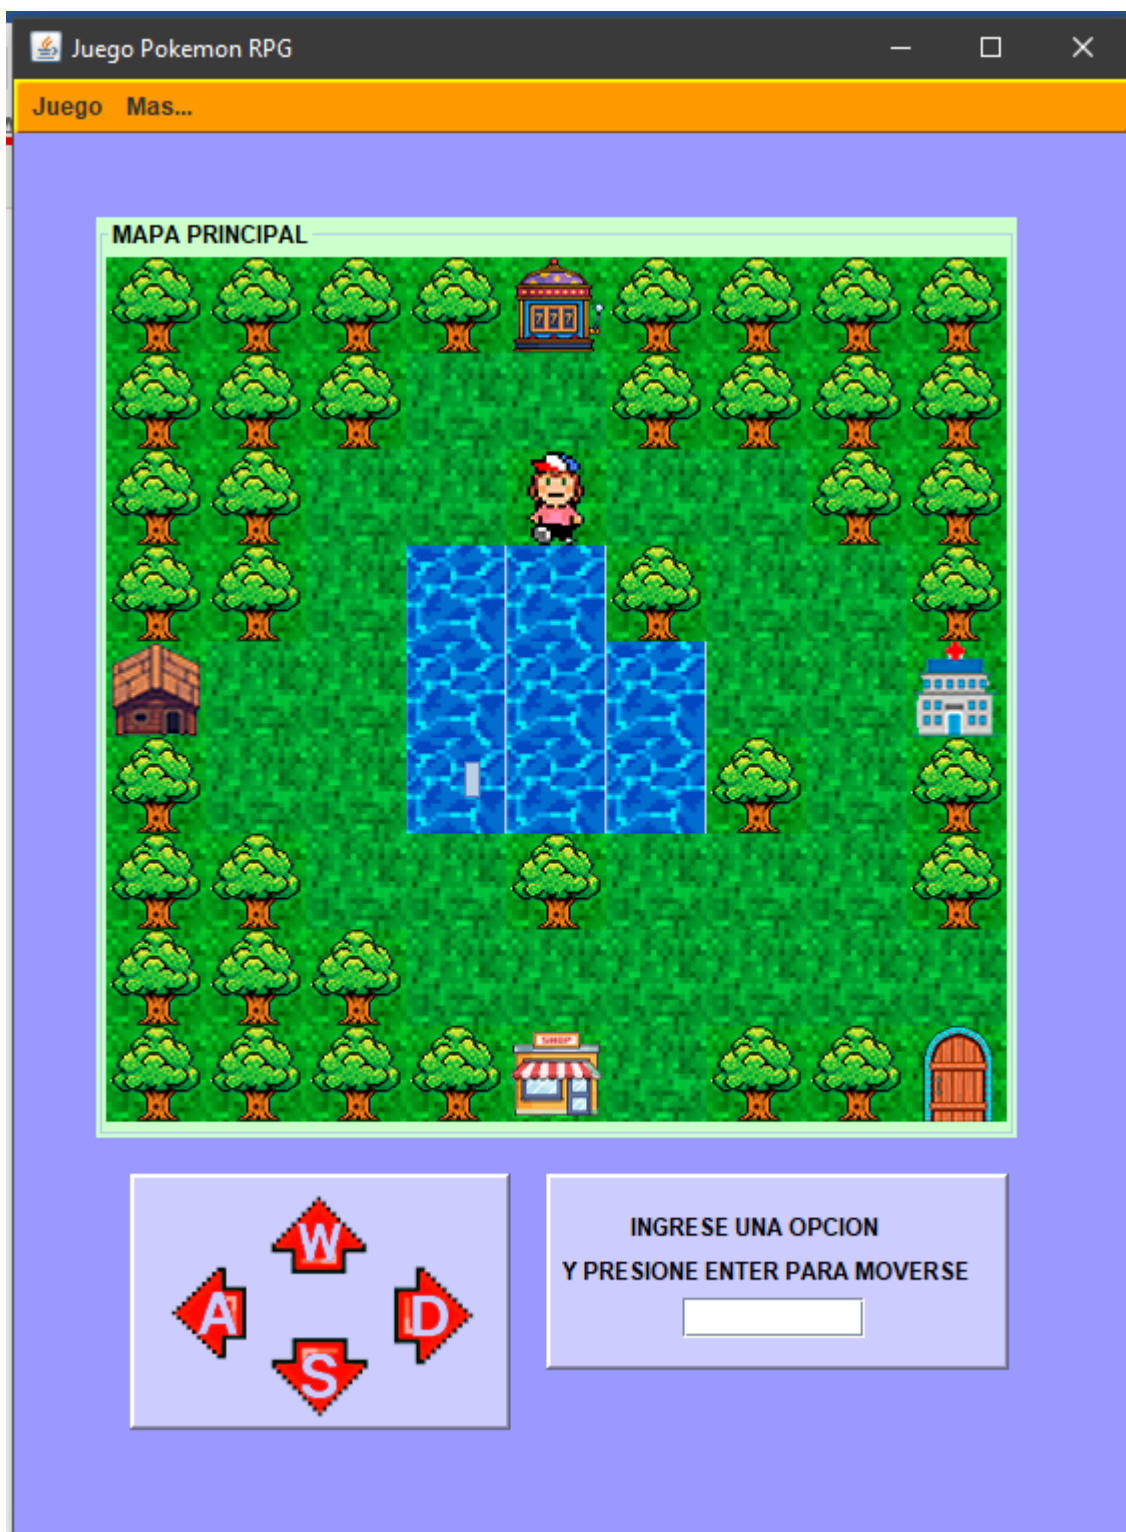 Juego Pokemon RPG
Juego Mas...
MAPA PRINCIPAL
777
SHOP
W
A D
S
INGRESE UNA OPCION
Y PRESIONE ENTER PARA MOVERSE